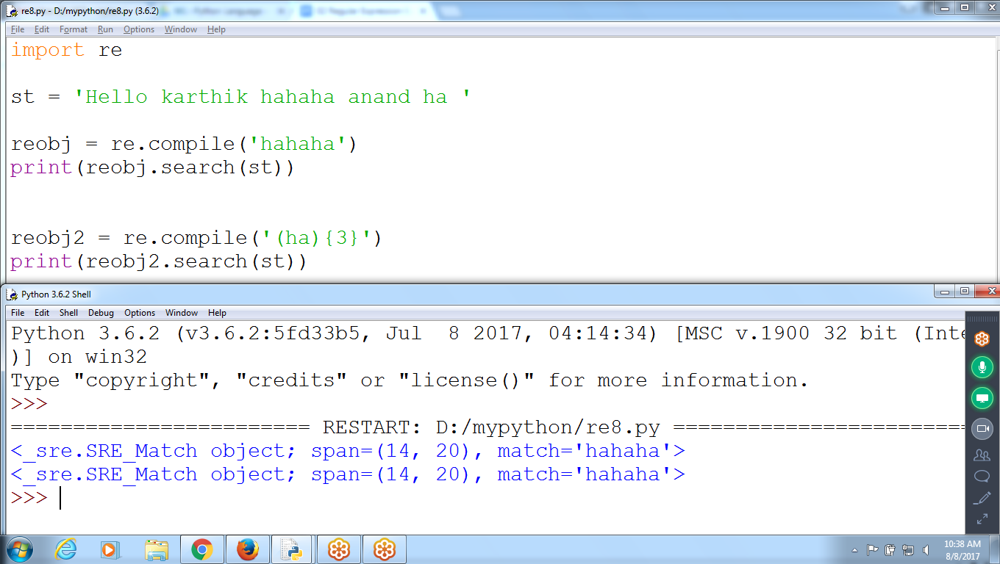 re8.py - D:/mypython/re8.py (3.6.2)
File Edit Format Run Options Window Help
import re
st = 'Hello karthik hahaha anand ha '
reobj = re.compile('hahaha')
print(reobj.search(st))
reobj2 = re.compile('(ha){3}')
print(reobj2.search(st))
Python 3.6.2 Shell
File Edit Shell Debug Options Window Help
Python 3.6.2 (v3.6.2:5fd33b5, Jul  8 2017, 04:14:34) [MSC v.1900 32 bit (Inte
)] on win32
Type "copyright", "credits" or "license()" for more information.
>>>
======================== RESTART: D:/mypython/re8.py ========================
<_sre.SRE_Match object; span=(14, 20), match='hahaha'>
<_sre.SRE_Match object; span=(14, 20), match='hahaha'>
>>>
10:38 AM
8/8/2017